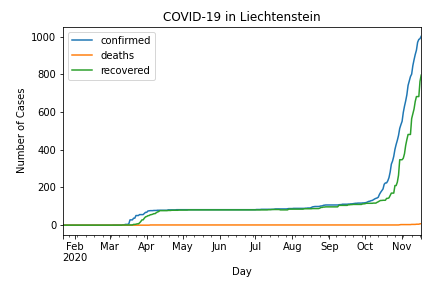 COVID-19 in Liechtenstein
confirmed
deaths
recovered
1000
800
600
400
200
0
Number of Cases
Feb Mar Apr May Jun Jul Aug Sep Oct Nov
2020
Day